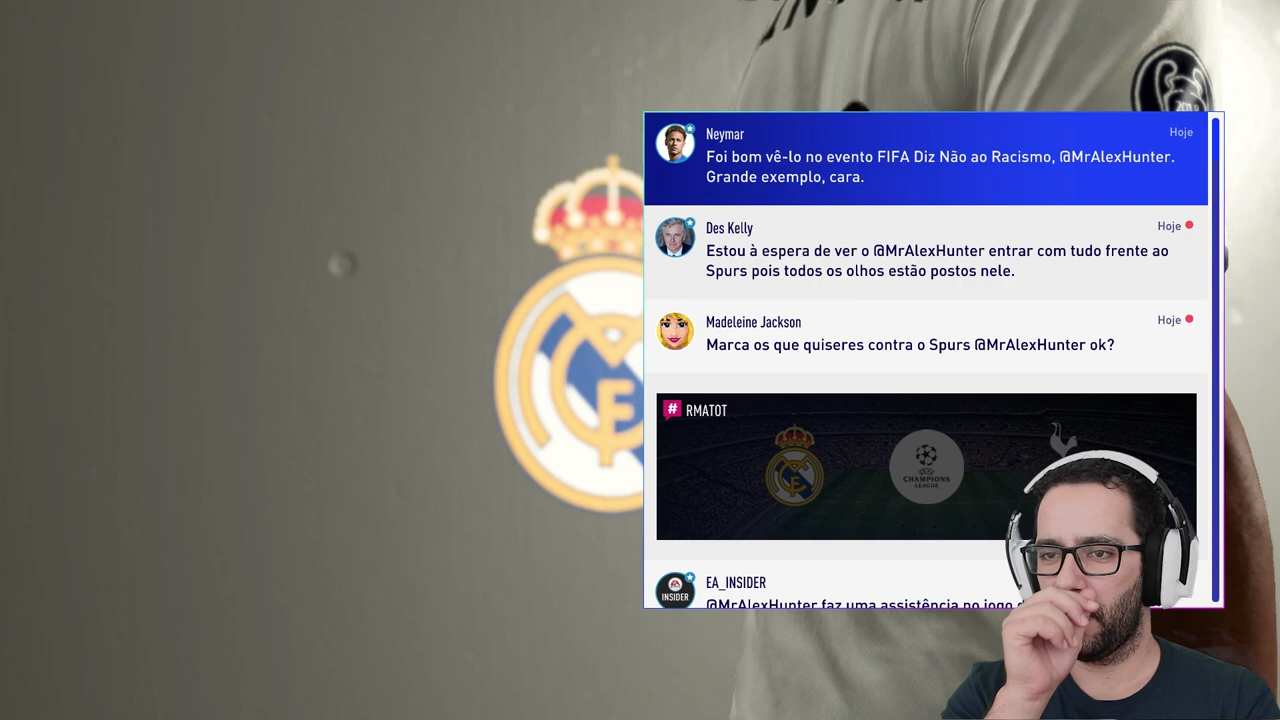 Neymar
Hoje
Foi bom vê-lo no evento FIFA Diz Não ao Racismo, @MrAlexHunter.
Grande exemplo, cara.
Des Kelly
Hoje
Estou à espera de ver o @MrAlexHunter entrar com tudo frente ao
Spurs pois todos os olhos estão postos nele.
Madeleine Jackson
Hoje
Marca os que quiseres contra o Spurs @MrAlexHunter ok?
# RMATOT
CHAMPIONS
LEAGUE
EA_INSIDER
INSIDER
@MrAlexHunter faz uma assistência no jogo